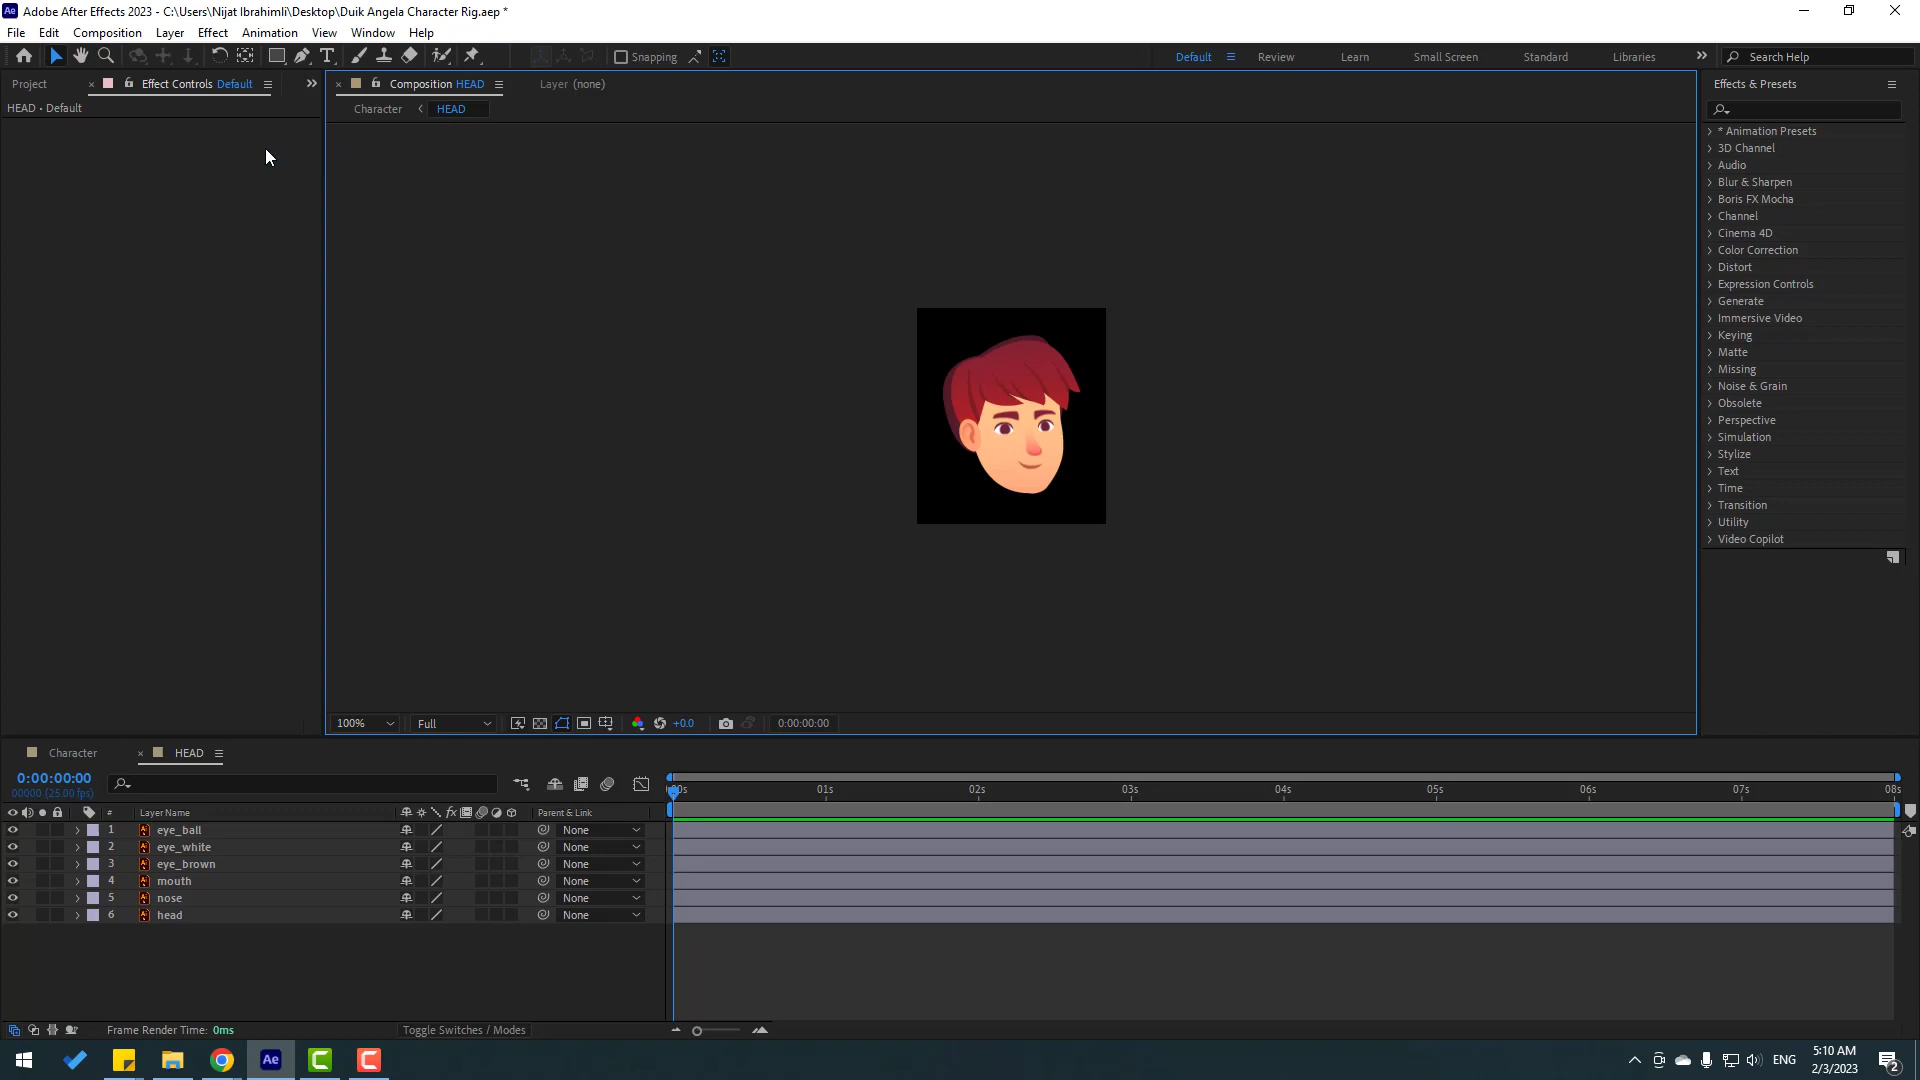 Ae Adobe After Effects 2023 - C:\Users\Nijat Ibrahimli\Desktop\Duik Angela Character Rig.aep *
File Edit Composition Layer Effect Animation View Window Help
Snapping Default Review Learn Small Screen Standard Libraries Search Help
Project Effect Controls Default Composition HEAD Layer (none) Effects & Presets
HEAD • Default Character HEAD
* Animation Presets
3D Channel
Audio
Blur & Sharpen
Boris FX Mocha
Channel
Cinema 4D
Color Correction
Distort
Expression Controls
Generate
Immersive Video
Keying
Matte
Missing
Noise & Grain
Obsolete
Perspective
Simulation
Stylize
Text
Time
Transition
Utility
Video Copilot
100% Full +0.0 0:00:00:00
Character HEAD
0:00:00:00
00000 (25.00 fps)
00s 01s 02s 03s 04s 05s 06s 07s 08s
# Layer Name Parent & Link
1 eye_ball None
2 eye_white None
3 eye_brown None
4 mouth None
5 nose None
6 head None
Frame Render Time: 0ms Toggle Switches / Modes
Ae ENG 5:10 AM
2/3/2023 2